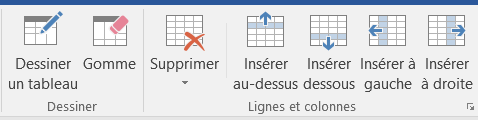 Dessiner
un tableau
Gomme
Supprimer
Insérer
au-dessus
Insérer
dessous
Insérer à
gauche
Insérer
à droite
Dessiner
Lignes et colonnes